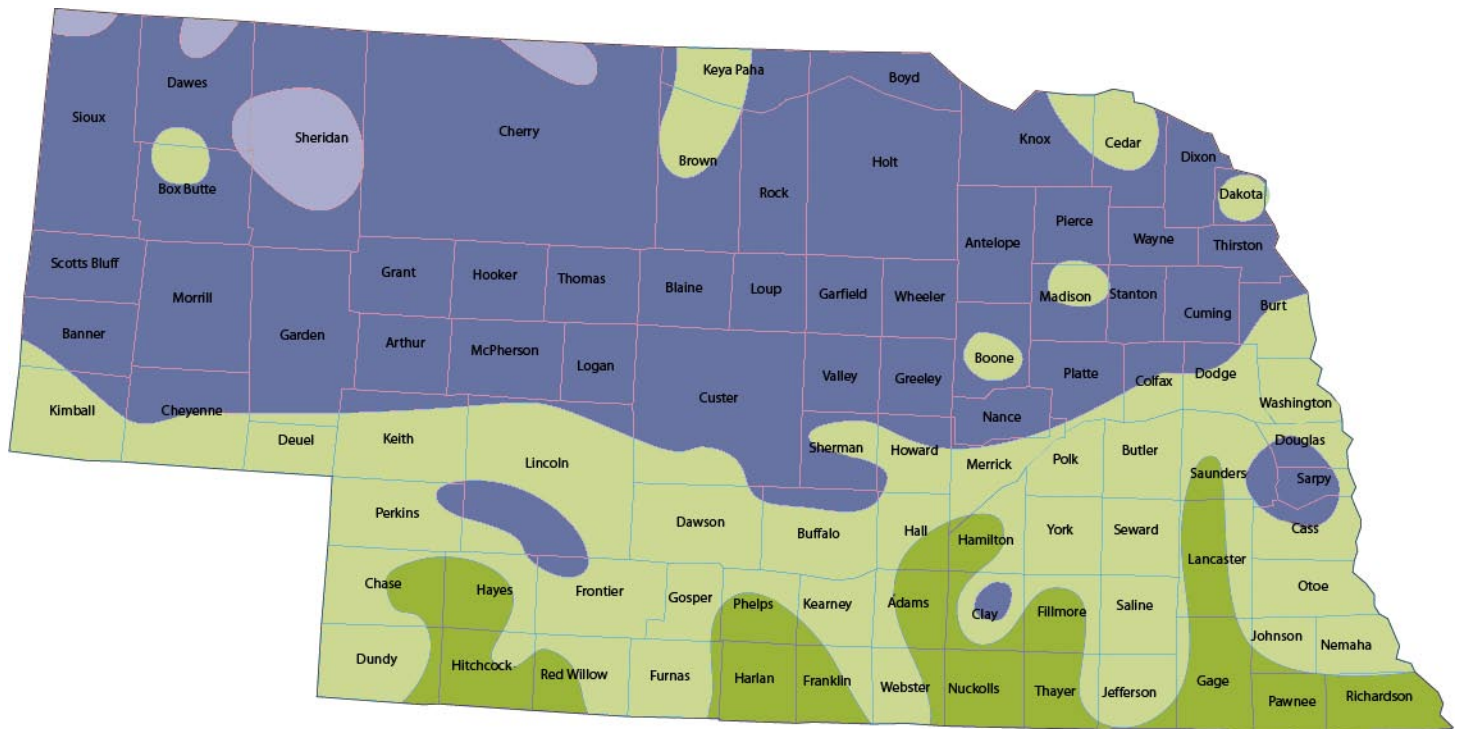 Keya Paha
Boyd
Dawes
Sioux
Sheridan
Cherry
Knox
Cedar
Dixon
Brown
Holt
Box Butte
Rock
Dakota
Pierce
Antelope
Wayne
Thirston
Scotts Bluff
Grant
Hooker
Thomas
Blaine
Loup
Garfield
Wheeler
Madison
Stanton
Morrill
Cuming
Burt
Banner
Garden
Arthur
McPherson
Logan
Boone
Valley
Greeley
Platte
Colfax
Dodge
Kimball
Cheyenne
Custer
Nance
Washington
Deuel
Keith
Sherman
Howard
Douglas
Lincoln
Merrick
Polk
Butler
Saunders
Sarpy
Perkins
Dawson
Buffalo
Hall
Hamilton
York
Seward
Cass
Lancaster
Chase
Hayes
Frontier
Gosper
Phelps
Kearney
Adams
Clay
Fillmore
Saline
Otoe
Johnson
Nemaha
Dundy
Hitchcock
Red Willow
Furnas
Harlan
Franklin
Webster
Nuckolls
Thayer
Jefferson
Gage
Pawnee
Richardson